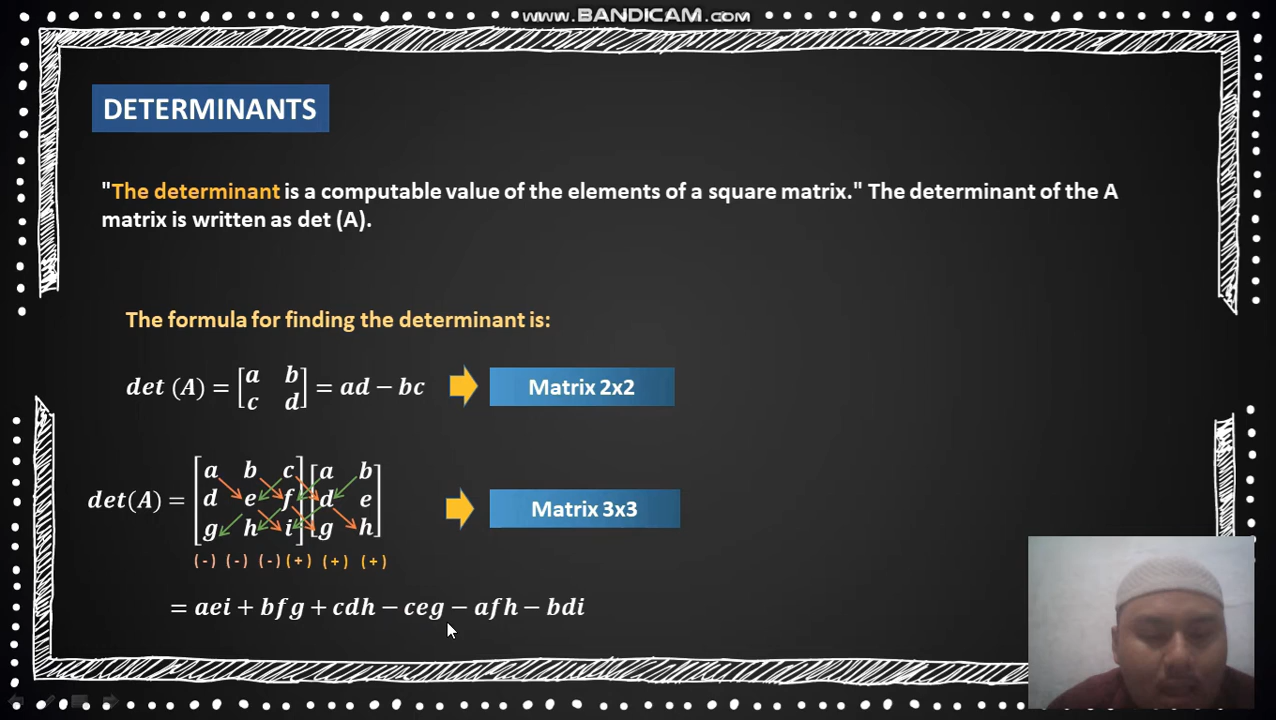 www.BANDICAM.com
DETERMINANTS
"The determinant is a computable value of the elements of a square matrix." The determinant of the A
matrix is written as det (A).
The formula for finding the determinant is:
det (A) = [a b
c d] = ad − bc
Matrix 2x2
det(A) = [a b c] [a b]
d e f d e
g h i g h
Matrix 3x3
(-) (-) (-) (+) (+) (+)
= aei + bfg + cdh − ceg − afh − bdi